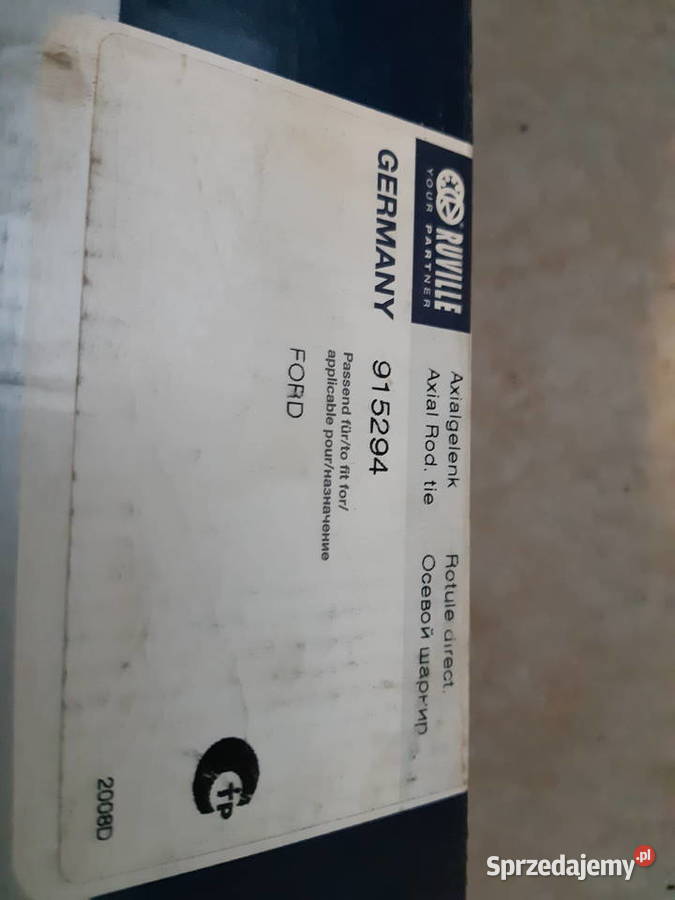 RUVILLE
YOUR PARTNER
Axialgelenk
Axial Rod. tie
Rotule direct.
Осевой шаркир
GERMANY
915294
Passend für/to fit for/
applicable pour/назначение
FORD
2008D
Sprzedajemy.pl